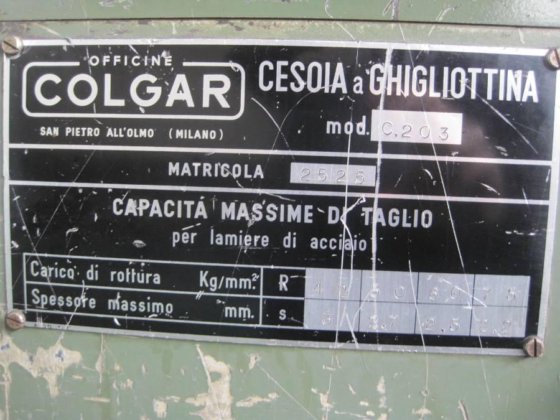 OFFICINE
COLGAR
SAN PIETRO ALL'OLMO (MILANO)
CESOIA a GHIGLIOTTINA
mod. C.203
MATRICOLA 2525
CAPACITÀ MASSIME DI TAGLIO
per lamiere di acciaio
Carico di rottura Kg/mm² R
Spessore massimo mm. s